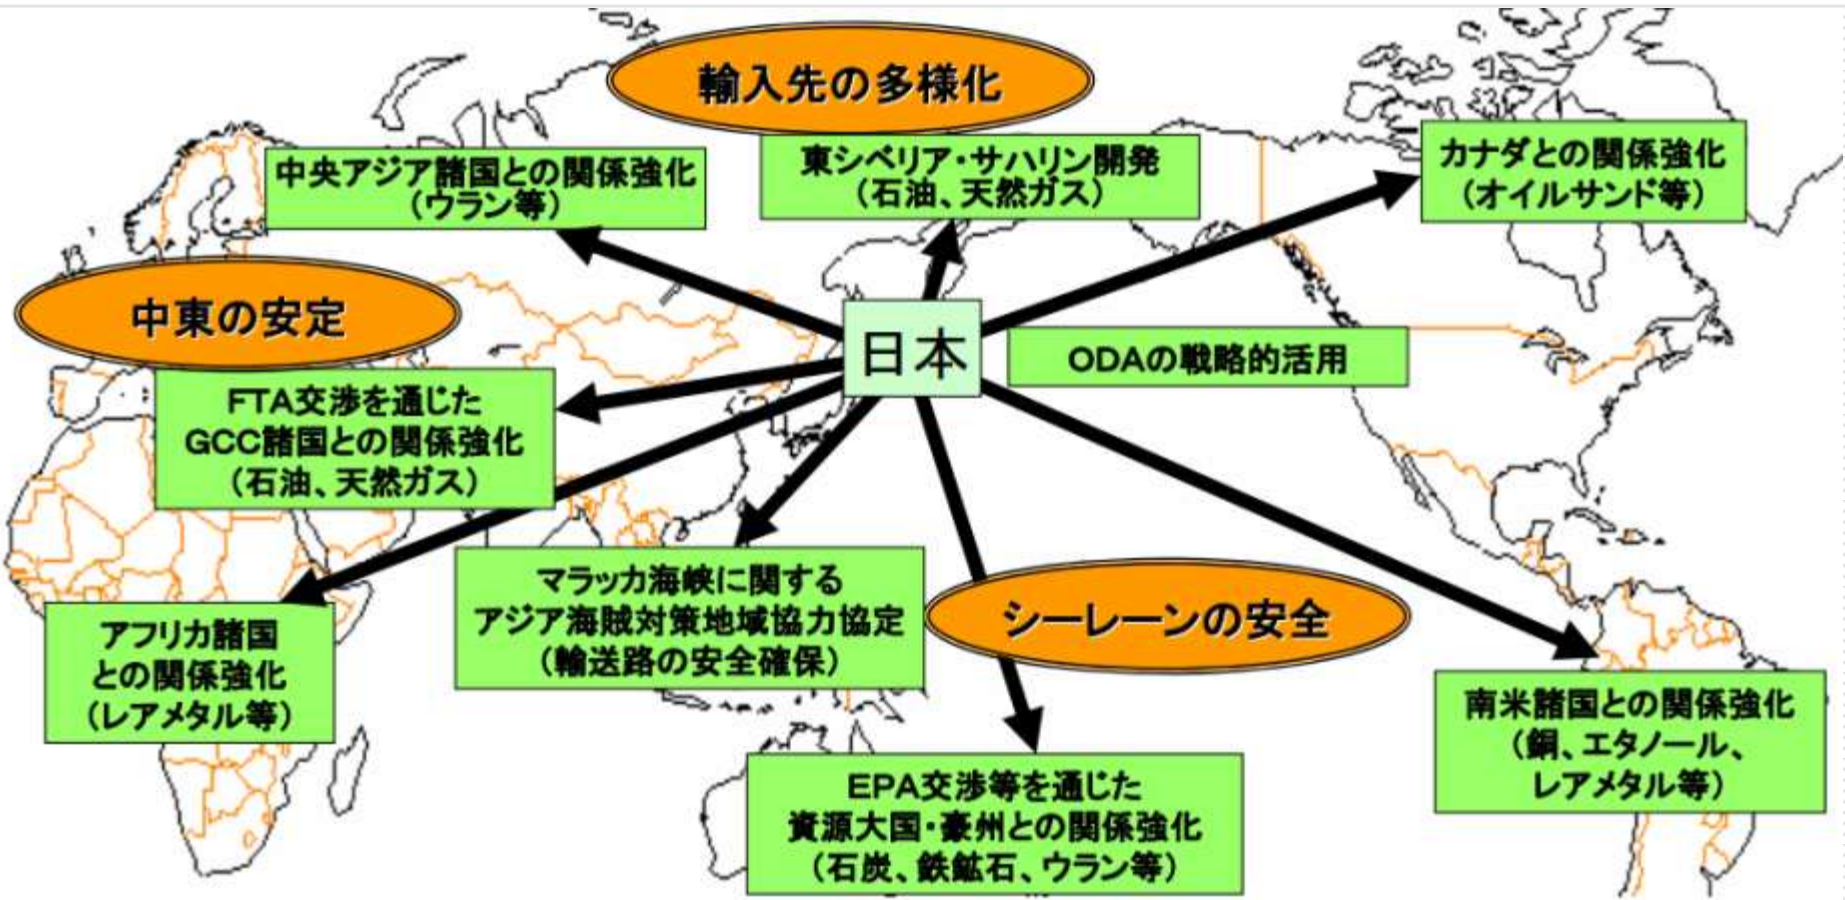 輸入先の多様化
中央アジア諸国との関係強化
（ウラン等）
東シベリア・サハリン開発
（石油、天然ガス）
カナダとの関係強化
（オイルサンド等）
中東の安定
日本
ODAの戦略的活用
FTA交渉を通じた
GCC諸国との関係強化
（石油、天然ガス）
マラッカ海峡に関する
アジア海賊対策地域協力協定
（輸送路の安全確保）
シーレーンの安全
アフリカ諸国
との関係強化
（レアメタル等）
南米諸国との関係強化
（銅、エタノール、
レアメタル等）
EPA交渉等を通じた
資源大国・豪州との関係強化
（石炭、鉄鉱石、ウラン等）